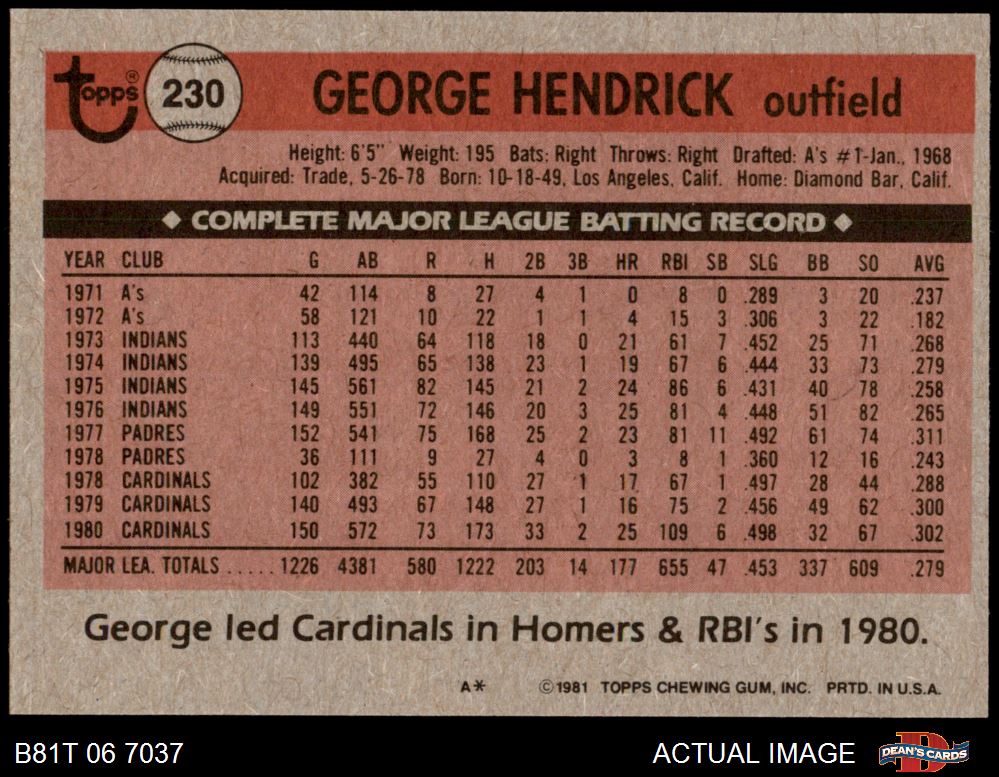 topps® 230 GEORGE HENDRICK outfield
Height: 6'5" Weight: 195 Bats: Right Throws: Right Drafted: A's #1-Jan., 1968
Acquired: Trade, 5-26-78 Born: 10-18-49, Los Angeles, Calif. Home: Diamond Bar, Calif.
◆ COMPLETE MAJOR LEAGUE BATTING RECORD ◆
YEAR CLUB G AB R H 2B 3B HR RBI SB SLG BB SO AVG
1971 A's 42 114 8 27 4 1 0 8 0 .289 3 20 .237
1972 A's 58 121 10 22 1 1 4 15 3 .306 3 22 .182
1973 INDIANS 113 440 64 118 18 0 21 61 7 .452 25 71 .268
1974 INDIANS 139 495 65 138 23 1 19 67 6 .444 33 73 .279
1975 INDIANS 145 561 82 145 21 2 24 86 6 .431 40 78 .258
1976 INDIANS 149 551 72 146 20 3 25 81 4 .448 51 82 .265
1977 PADRES 152 541 75 168 25 2 23 81 11 .492 61 74 .311
1978 PADRES 36 111 9 27 4 0 3 8 1 .360 12 16 .243
1978 CARDINALS 102 382 55 110 27 1 17 67 1 .497 28 44 .288
1979 CARDINALS 140 493 67 148 27 1 16 75 2 .456 49 62 .300
1980 CARDINALS 150 572 73 173 33 2 25 109 6 .498 32 67 .302
MAJOR LEA. TOTALS ..... 1226 4381 580 1222 203 14 177 655 47 .453 337 609 .279
George led Cardinals in Homers & RBI's in 1980.
A* ©1981 TOPPS CHEWING GUM, INC. PRTD. IN U.S.A.
B81T 06 7037 ACTUAL IMAGE DEAN'S CARDS